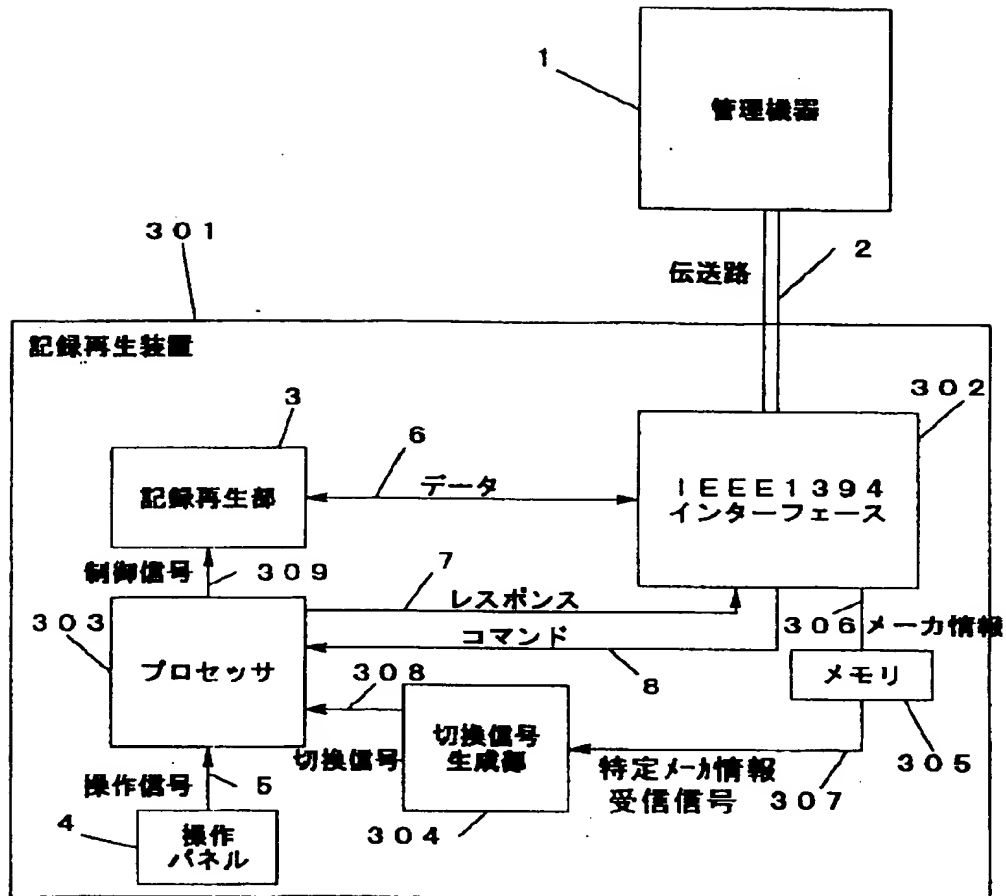 1
管理機器
301
伝送路
2
記録再生装置
302
3
6
記録再生部
データ
IEEE1394
インターフェース
制御信号
309
7
レスポンス
303
306
メーカ情報
コマンド
プロセッサ
308
8
メモリ
切換信号
切換信号
生成部
特定メーカ情報
受信信号
307
305
操作信号
5
304
4
操作
パネル